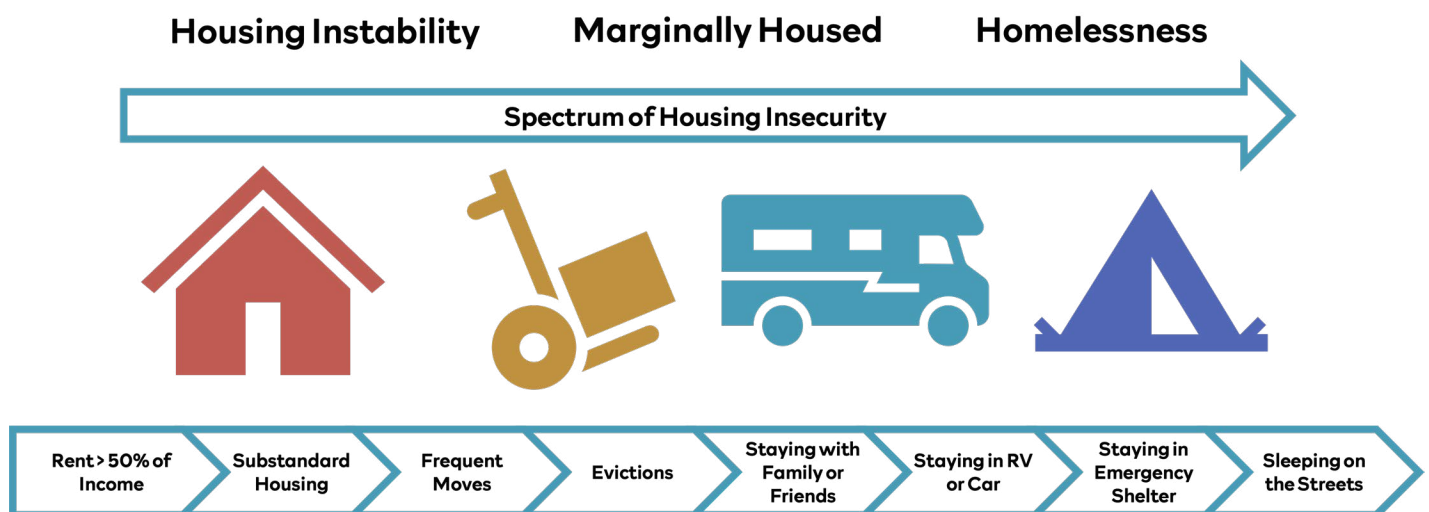 Housing Instability
Marginally Housed
Homelessness
Spectrum of Housing Insecurity
Rent > 50% of
Income
Substandard
Housing
Frequent
Moves
Evictions
Staying with
Family or
Friends
Staying in RV
or Car
Staying in
Emergency
Shelter
Sleeping on
the Streets